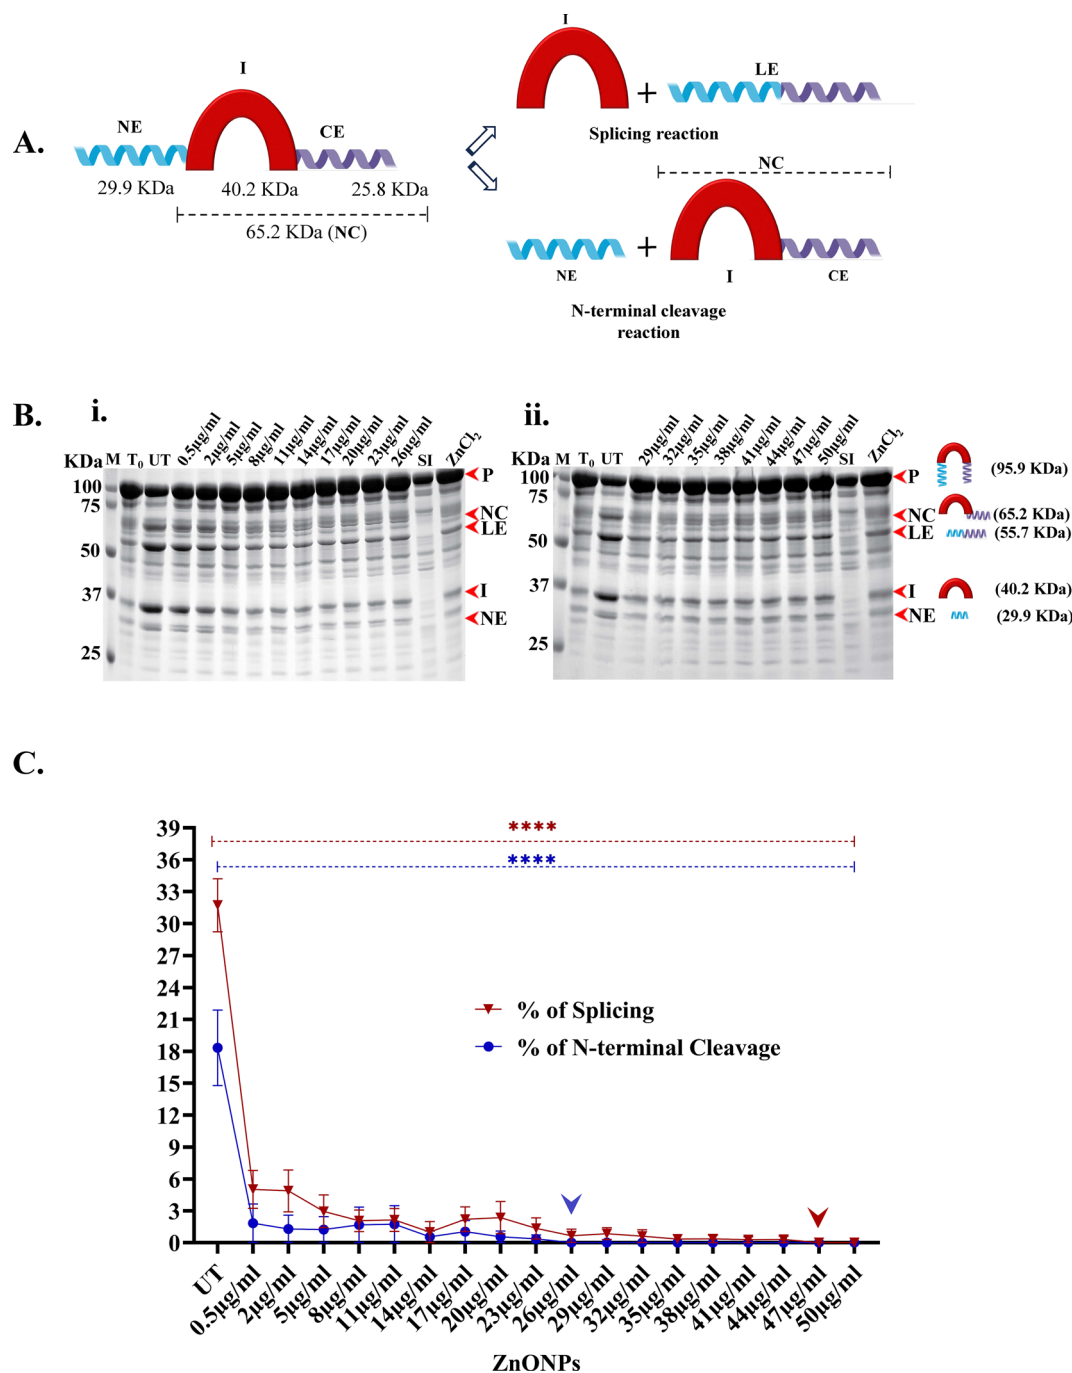 A.
I
NE
CE
29.9 KDa
40.2 KDa
25.8 KDa
65.2 KDa (NC)
I
+
LE
Splicing reaction
NC
+
NE
I
CE
N-terminal cleavage
reaction
B.
i.
KDa M T0 UT 0.5µg/ml 2µg/ml 5µg/ml 8µg/ml 11µg/ml 14µg/ml 17µg/ml 20µg/ml 23µg/ml 26µg/ml SI ZnCl2
100
75
50
37
25
P
NC
LE
I
NE
ii.
KDa M T0 UT 29µg/ml 32µg/ml 35µg/ml 38µg/ml 41µg/ml 44µg/ml 47µg/ml 50µg/ml SI ZnCl2
100
75
50
37
25
P (95.9 KDa)
NC (65.2 KDa)
LE (55.7 KDa)
I (40.2 KDa)
NE (29.9 KDa)
C.
39
36
33
30
27
24
21
18
15
12
9
6
3
0
****
****
% of Splicing
% of N-terminal Cleavage
UT 0.5µg/ml 2µg/ml 5µg/ml 8µg/ml 11µg/ml 14µg/ml 17µg/ml 20µg/ml 23µg/ml 26µg/ml 29µg/ml 32µg/ml 35µg/ml 38µg/ml 41µg/ml 44µg/ml 47µg/ml 50µg/ml
ZnONPs